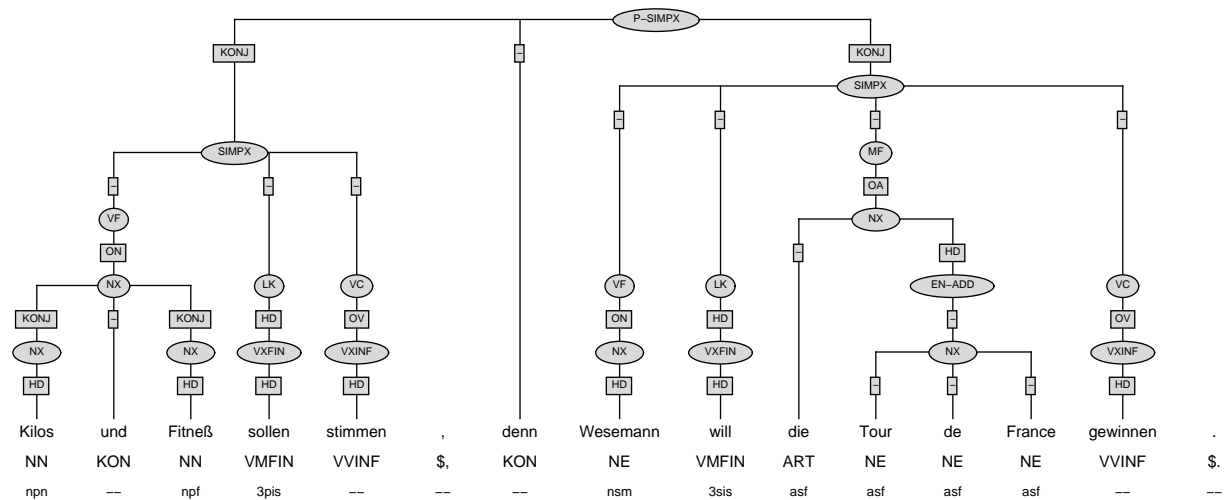 P-SIMPX
KONJ - KONJ
SIMPX
- - - -
SIMPX MF
- - - OA
VF NX
ON - HD
NX LK VC VF LK EN-ADD VC
KONJ - KONJ HD OV ON HD - OV
NX NX VXFIN VXINF NX VXFIN NX VXINF
HD HD HD HD HD HD - - - HD
Kilos und Fitneß sollen stimmen , denn Wesemann will die Tour de France gewinnen .
NN KON NN VMFIN VVINF $, KON NE VMFIN ART NE NE NE VVINF $.
npn -- npf 3pis -- -- -- nsm 3sis asf asf asf asf -- --